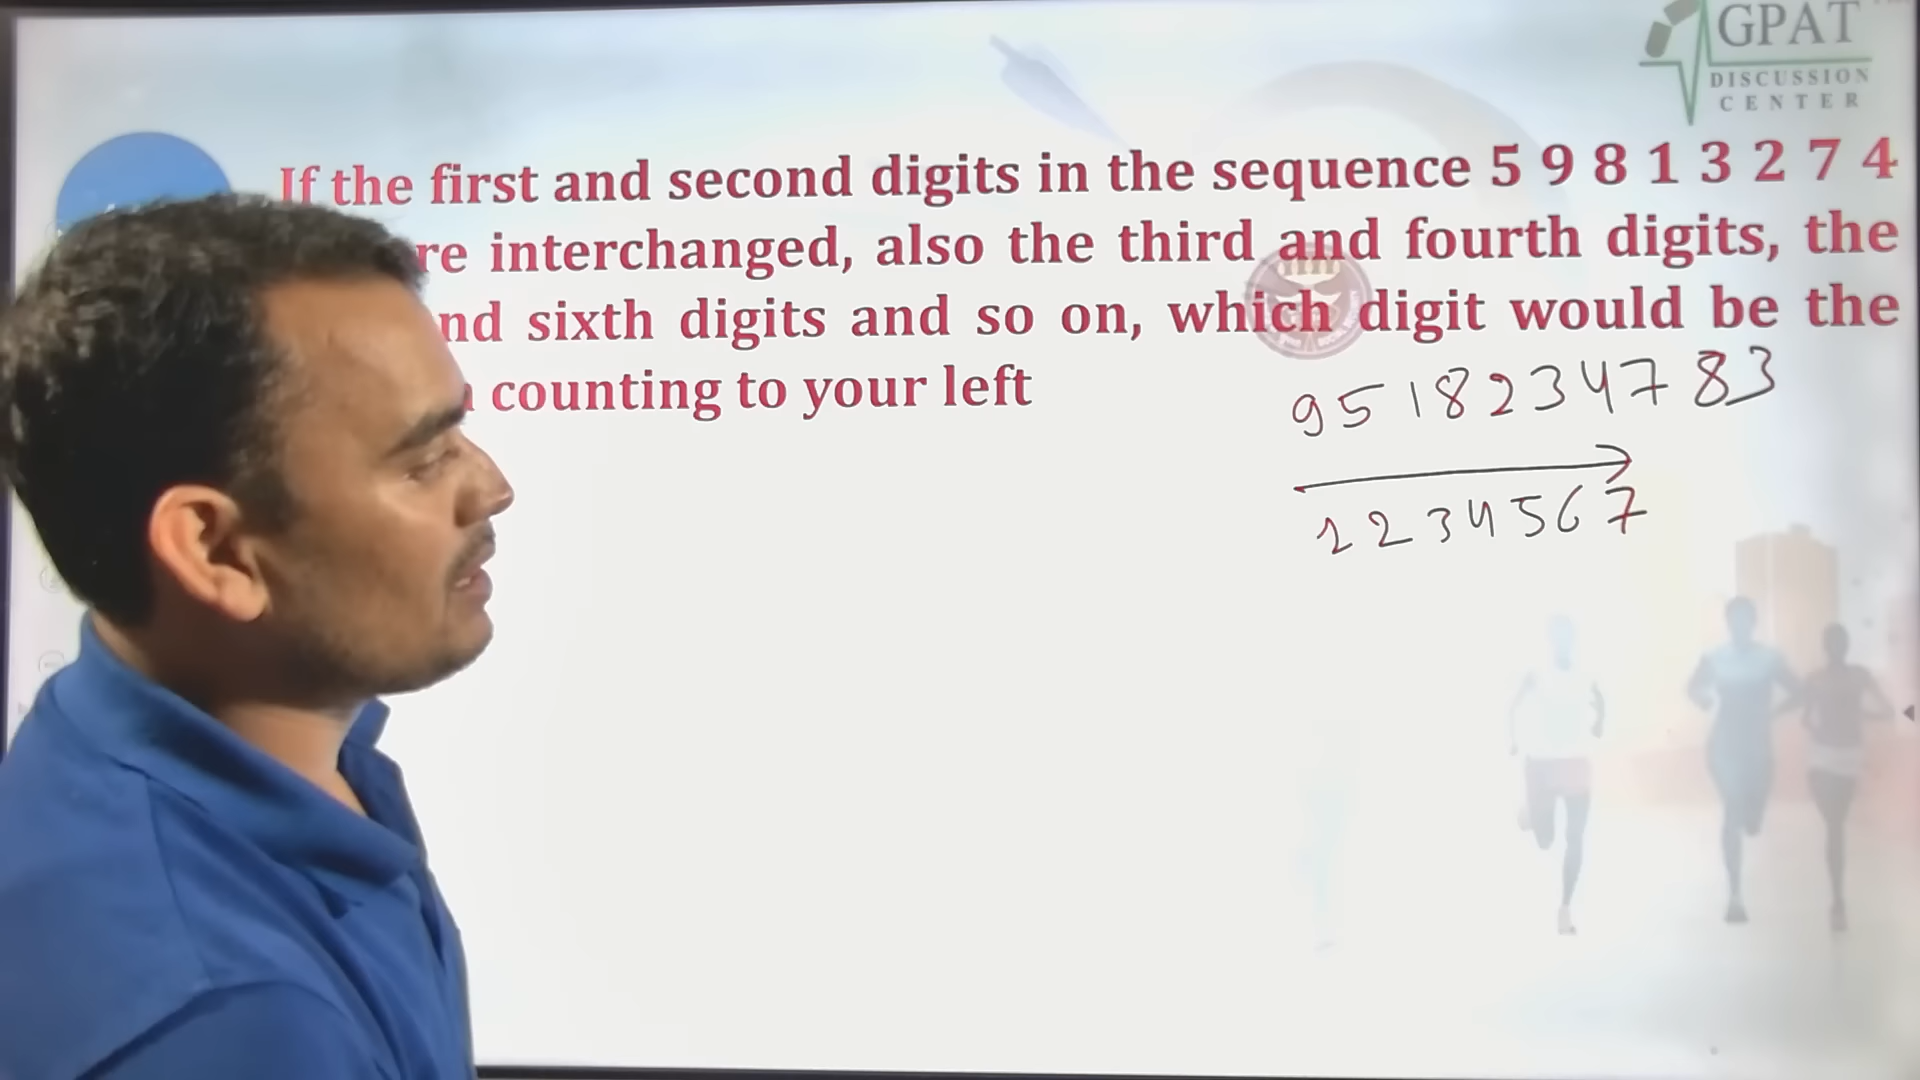 GPAT
DISCUSSION
CENTER
If the first and second digits in the sequence 5 9 8 1 3 2 7 4
re interchanged, also the third and fourth digits, the
nd sixth digits and so on, which digit would be the
counting to your left
9 5 1 8 2 3 4 7 8 3
1 2 3 4 5 6 7